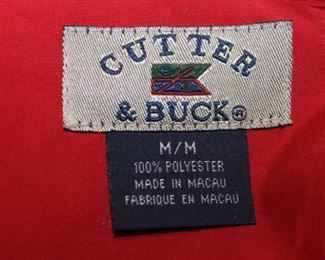 CUTTER
& BUCK®
M/M
100% POLYESTER
MADE IN MACAU
FABRIQUE EN MACAU